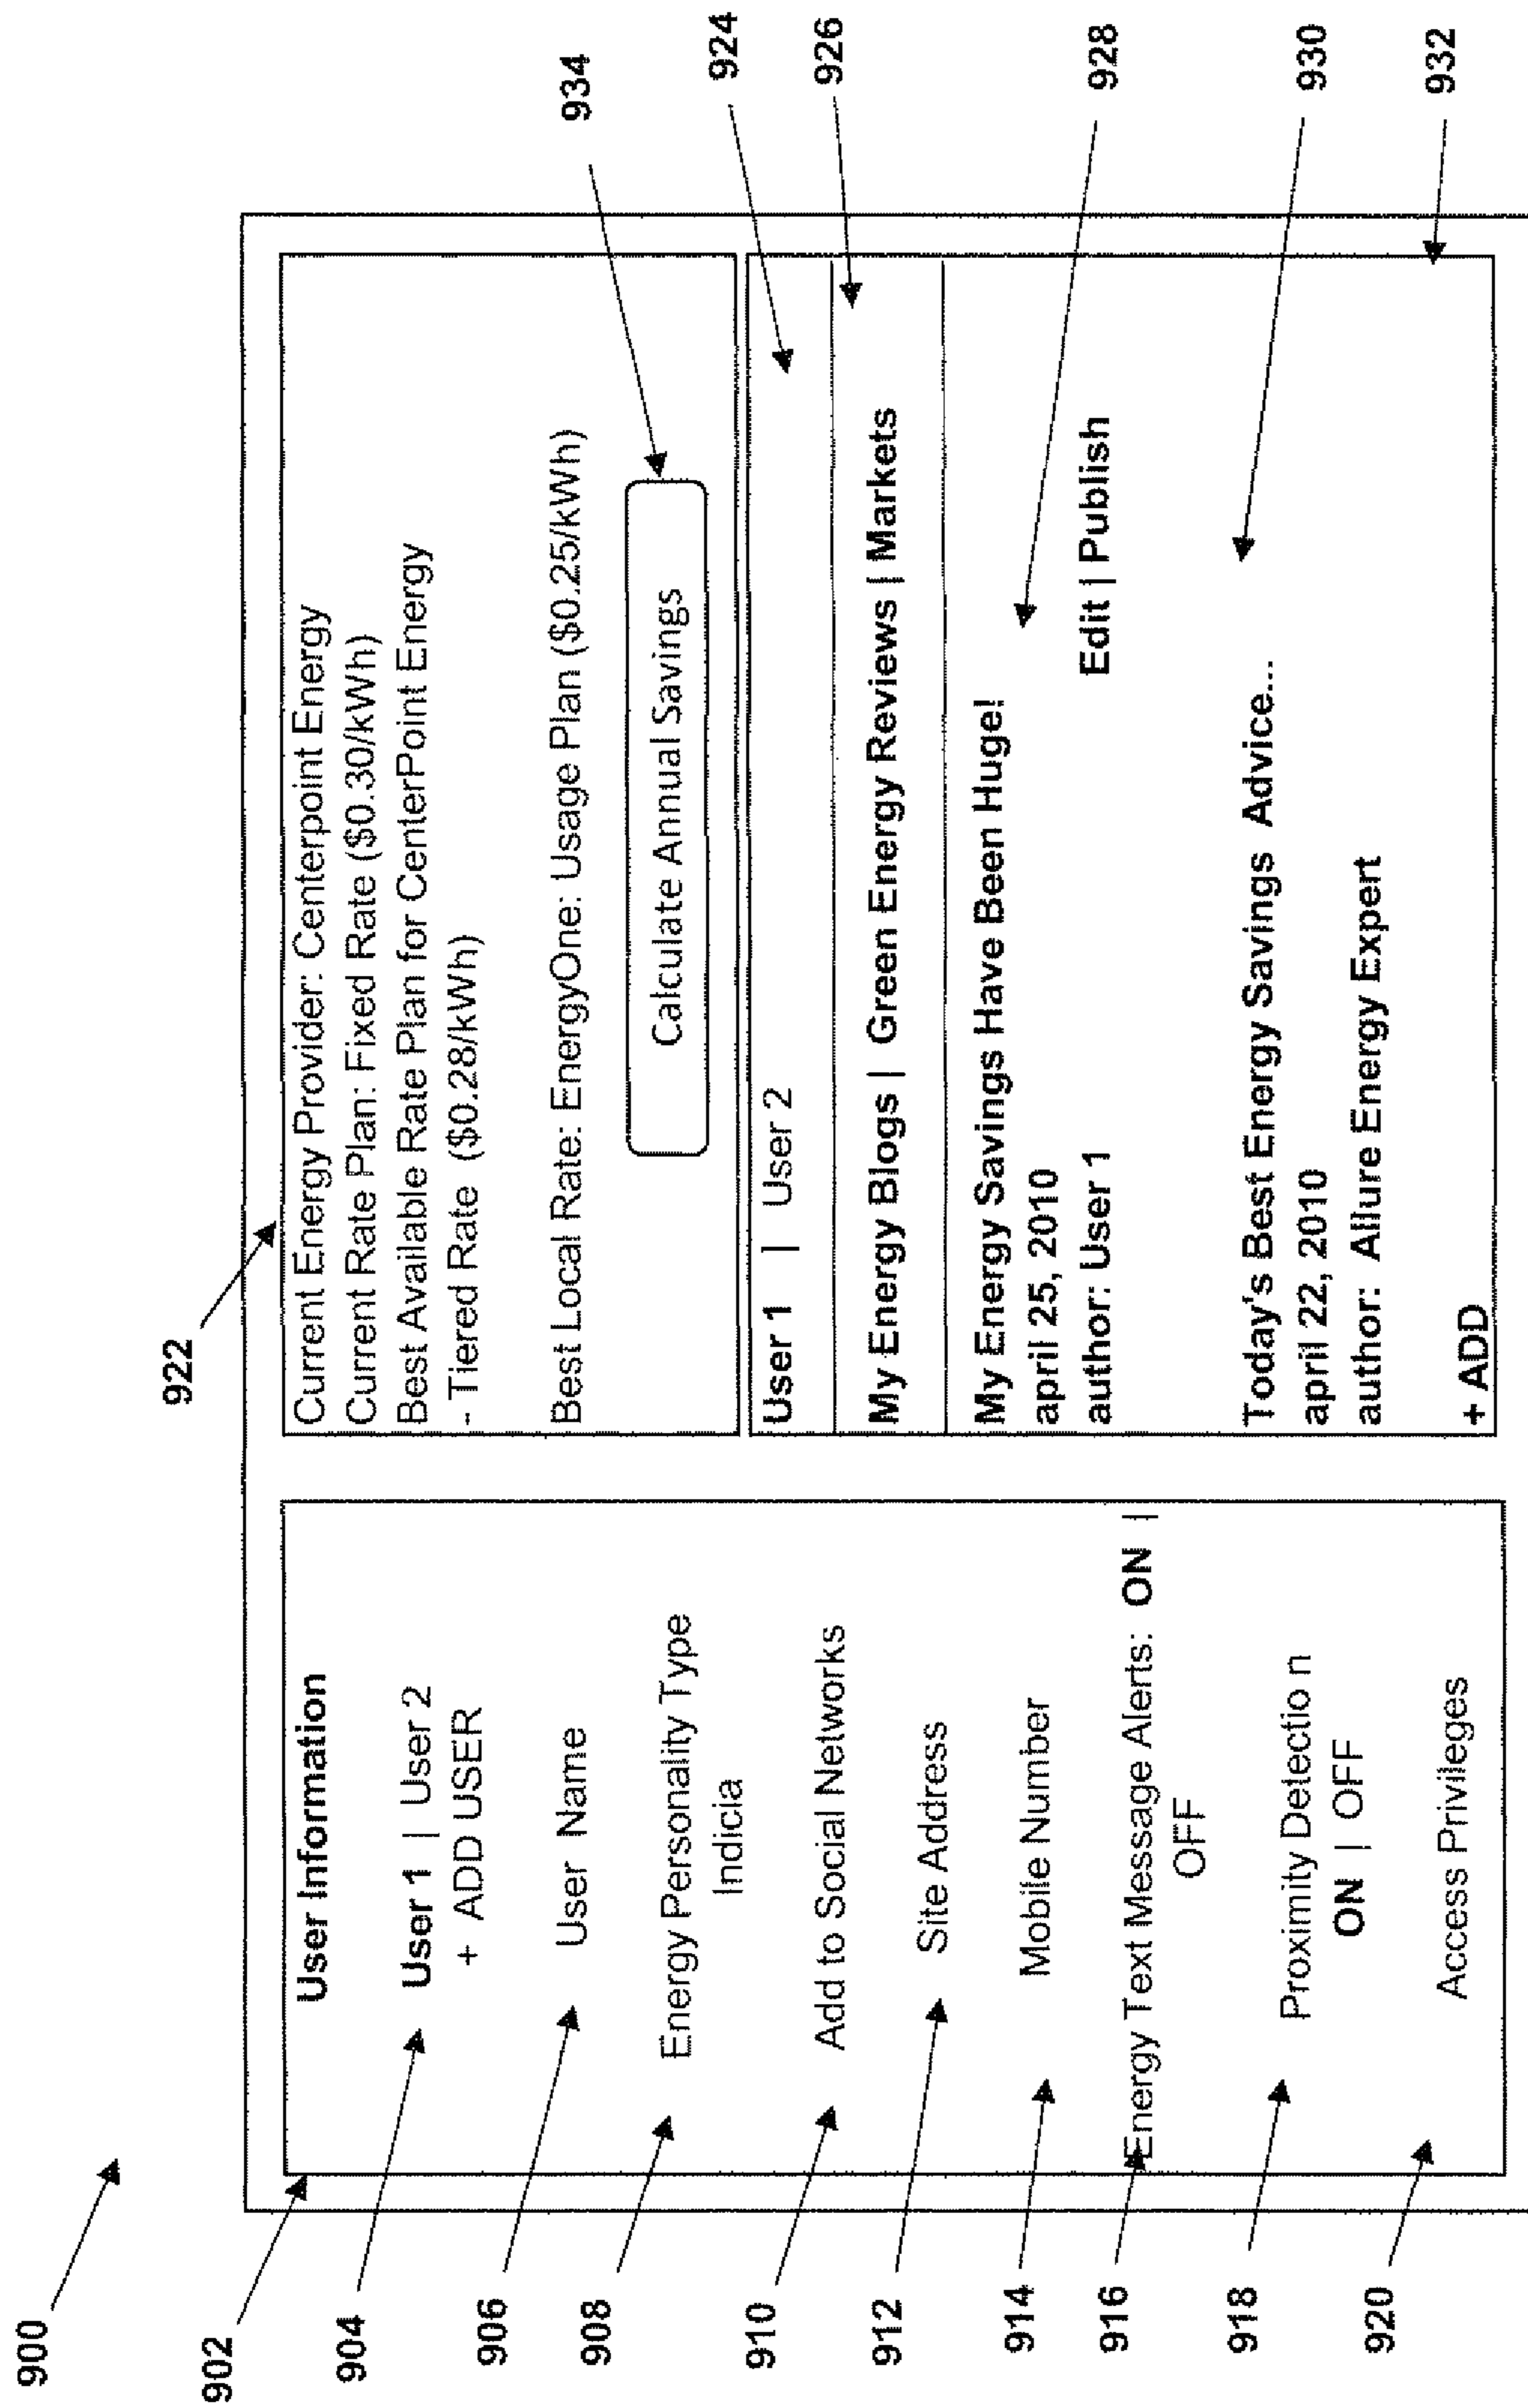 900
902
904
906
908
910
912
914
916
918
920
User Information
User 1 | User 2
+ ADD USER
User Name
Energy Personality Type
Indicia
Add to Social Networks
Site Address
Mobile Number
Energy Text Message Alerts: ON |
OFF
Proximity Detectio n
ON | OFF
Access Privileges
922
Current Energy Provider: Centerpoint Energy
Current Rate Plan: Fixed Rate ($0.30/kWh)
Best Available Rate Plan for CenterPoint Energy
- Tiered Rate ($0.28/kWh)
Best Local Rate: EnergyOne: Usage Plan ($0.25/kWh)
Calculate Annual Savings
User 1 | User 2
My Energy Blogs | Green Energy Reviews | Markets
My Energy Savings Have Been Huge!
april 25, 2010
author: User 1 Edit | Publish
Today's Best Energy Savings Advice...
april 22, 2010
author: Allure Energy Expert
+ ADD
934
924
926
928
930
932